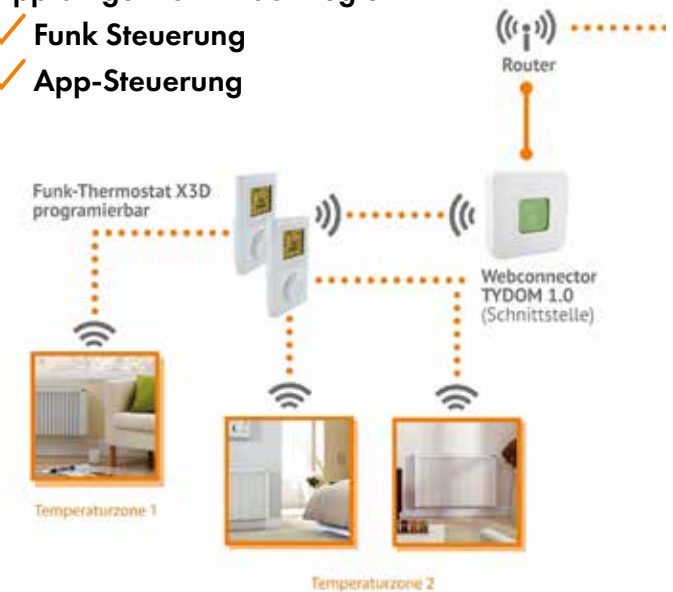 Funk Steuerung
App-Steuerung
Router
Funk-Thermostat X3D
programierbar
Webconnector
TYDOM 1.0
(Schnittstelle)
Temperaturzone 1
Temperaturzone 2